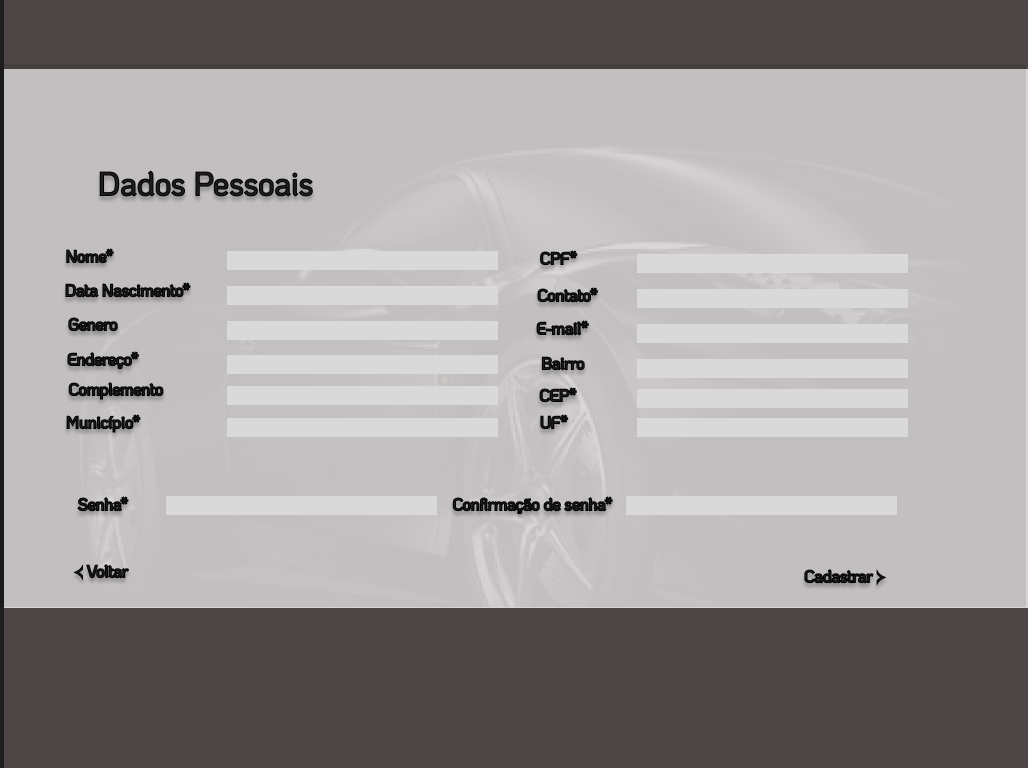 Dados Pessoais
Nome* CPF*
Data Nascimento* Contato*
Genero E-mail*
Endereço* Bairro
Complemento CEP*
Município* UF*
Senha* Confirmação de senha*
Voltar Cadastrar